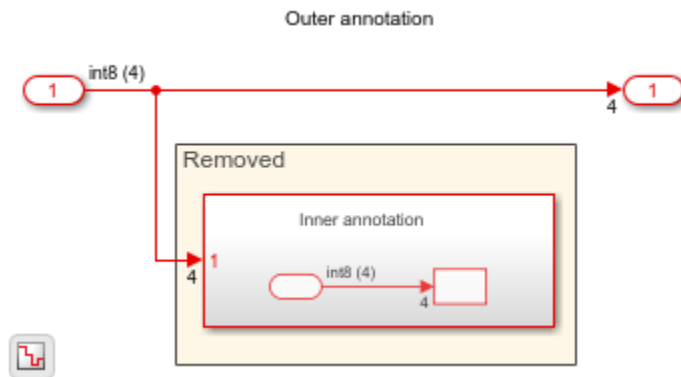 Outer annotation
int8 (4)
1
1
4
Removed
Inner annotation
1
4
int8 (4)
4